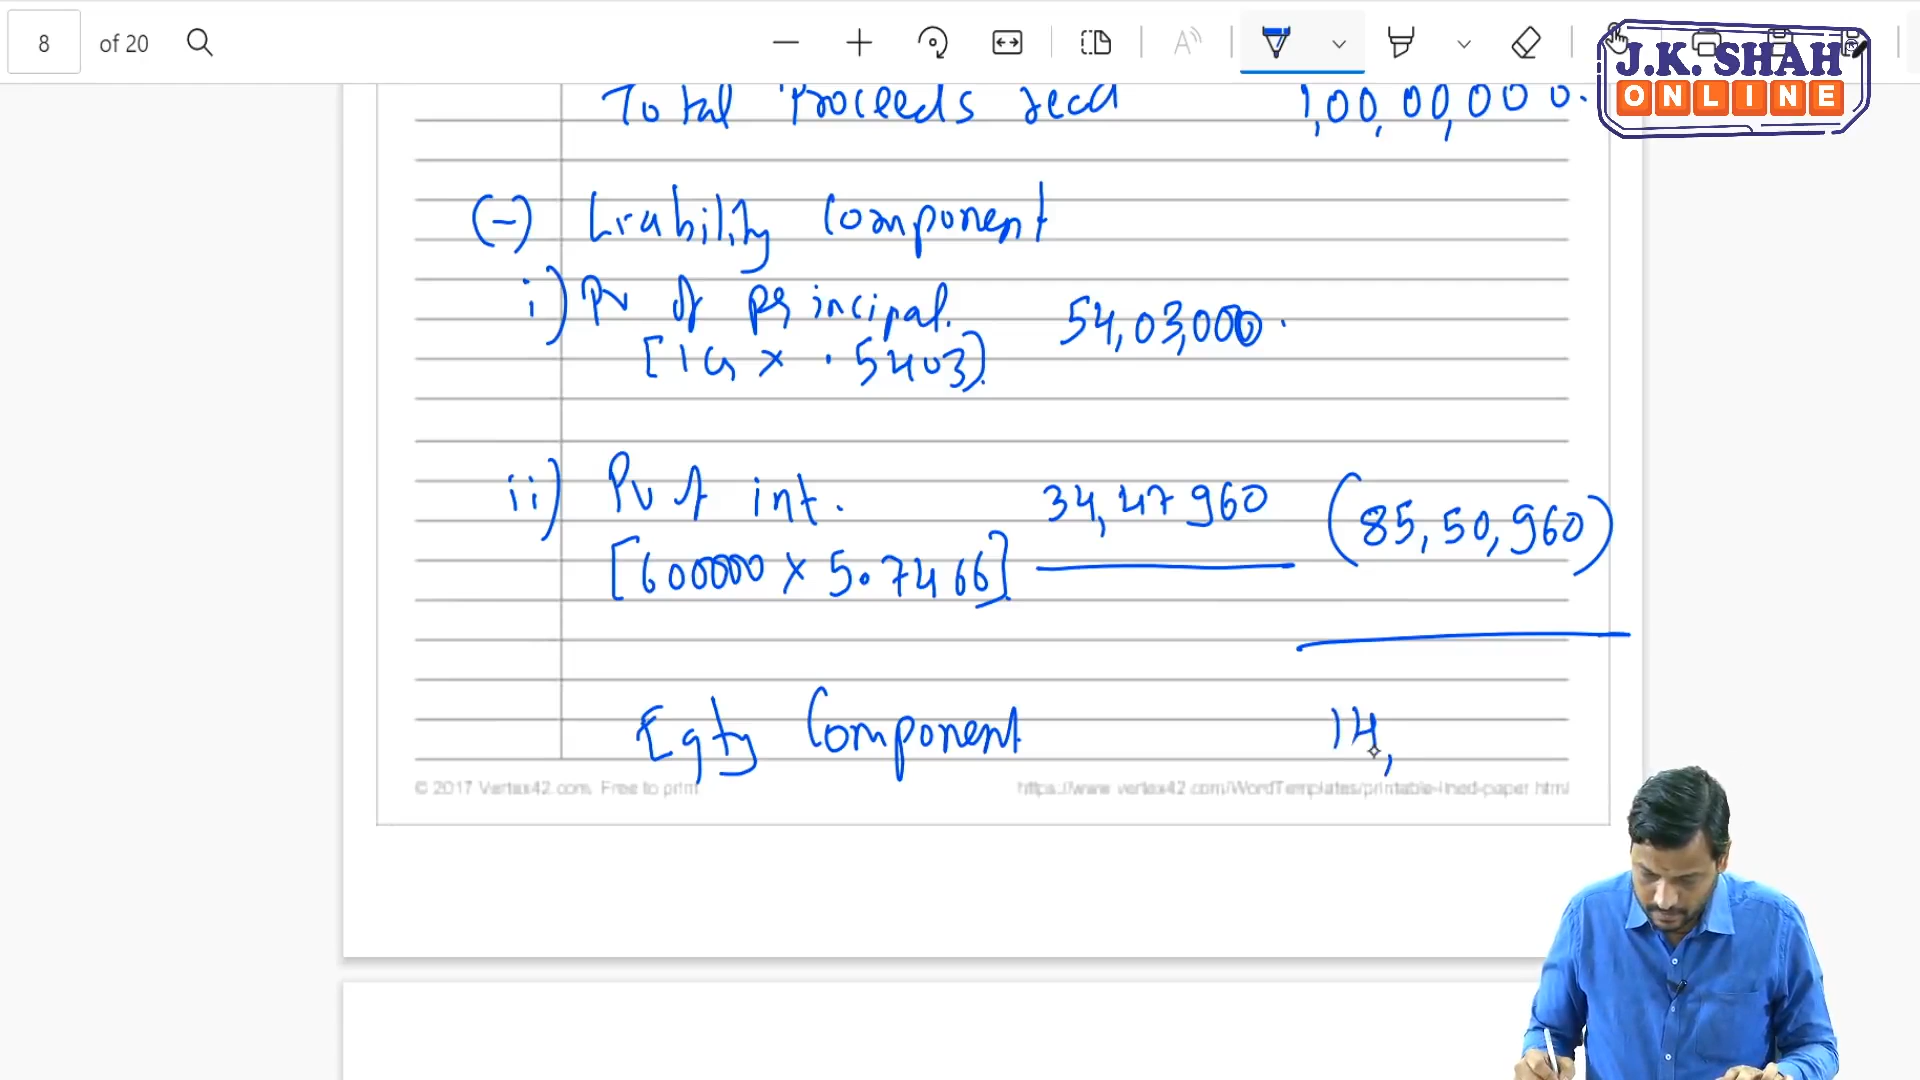 8 of 20
J.K. SHAH
ONLINE
Total Proceeds recd 1,00,00,000.
(-) Liability Component
i) Pv of principal. 54,03,000.
[1Cr × .5403]
ii) Pv of int. 34,47,960 (85,50,960)
[600000 × 5.7466]
Eqty Component 14,
© 2017 Vertex42.com. Free to print https://www.vertex42.com/WordTemplates/printable-lined-paper.html